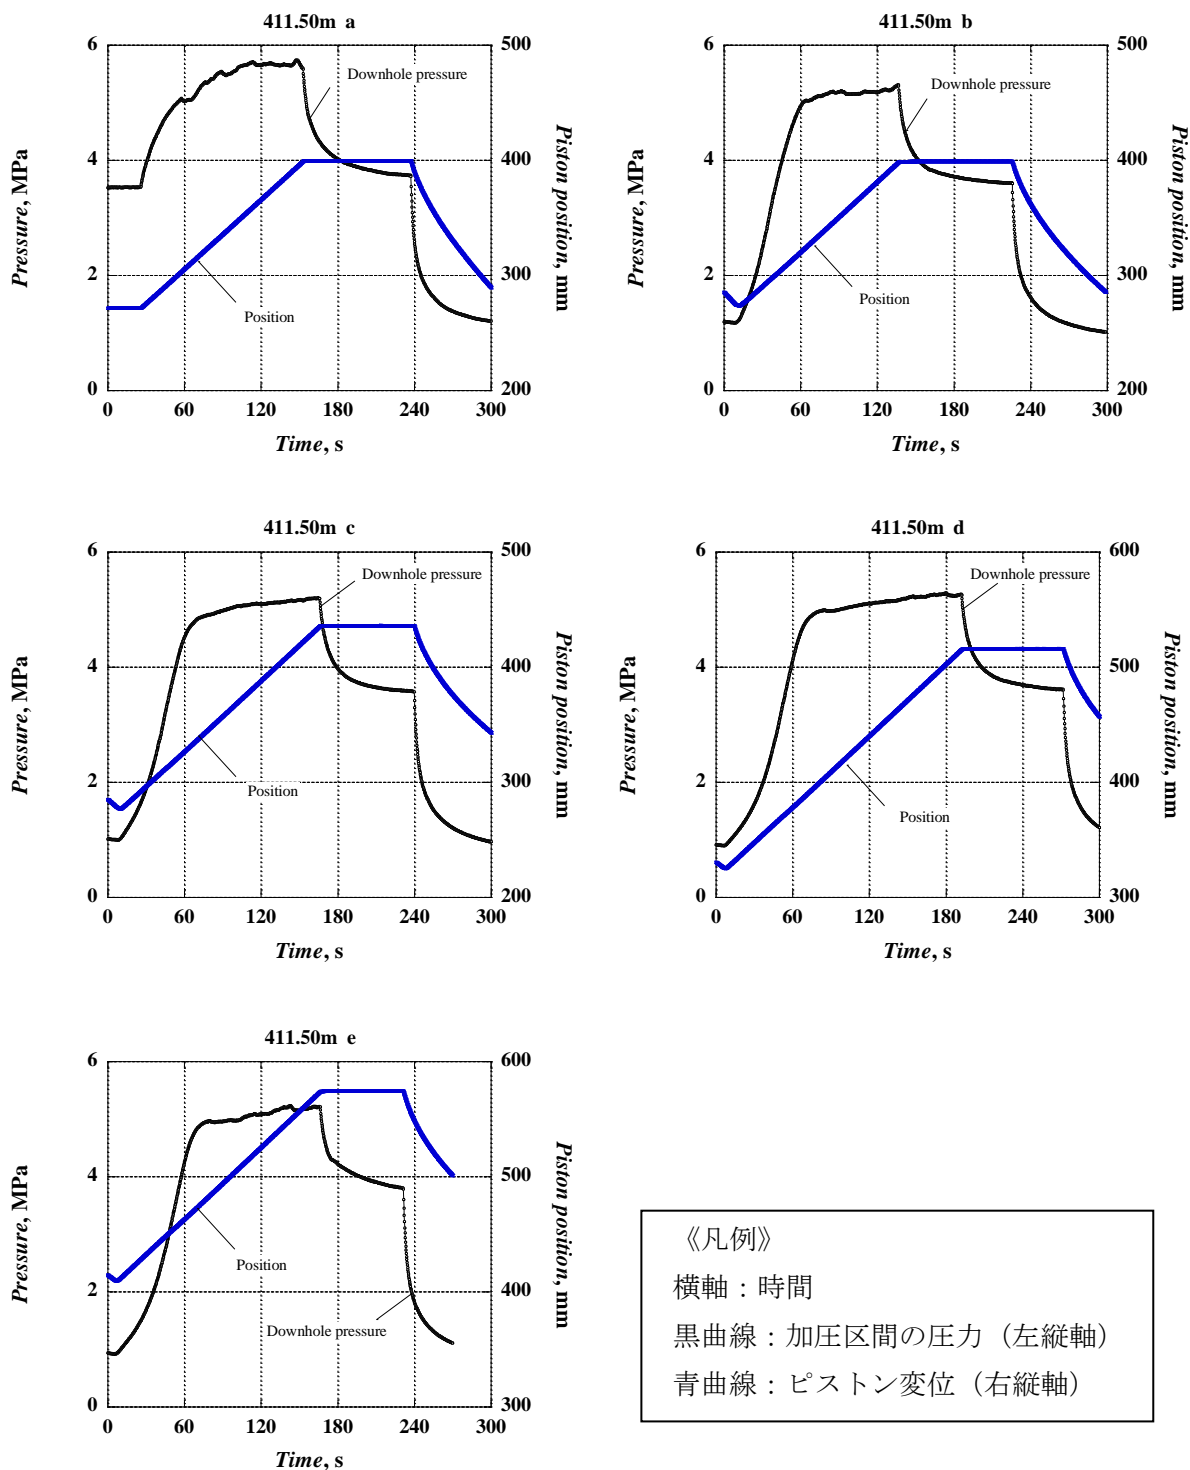 411.50m a
6
4
2
0
500
400
300
200
0 60 120 180 240 300
Pressure, MPa
Piston position, mm
Time, s
Downhole pressure
Position
411.50m b
6
4
2
0
500
400
300
200
0 60 120 180 240 300
Pressure, MPa
Piston position, mm
Time, s
Downhole pressure
Position
411.50m c
6
4
2
0
500
400
300
200
0 60 120 180 240 300
Pressure, MPa
Piston position, mm
Time, s
Downhole pressure
Position
411.50m d
6
4
2
0
600
500
400
300
0 60 120 180 240 300
Pressure, MPa
Piston position, mm
Time, s
Downhole pressure
Position
411.50m e
6
4
2
0
600
500
400
300
0 60 120 180 240 300
Pressure, MPa
Piston position, mm
Time, s
Position
Downhole pressure
《凡例》
横軸：時間
黒曲線：加圧区間の圧力（左縦軸）
青曲線：ピストン変位（右縦軸）